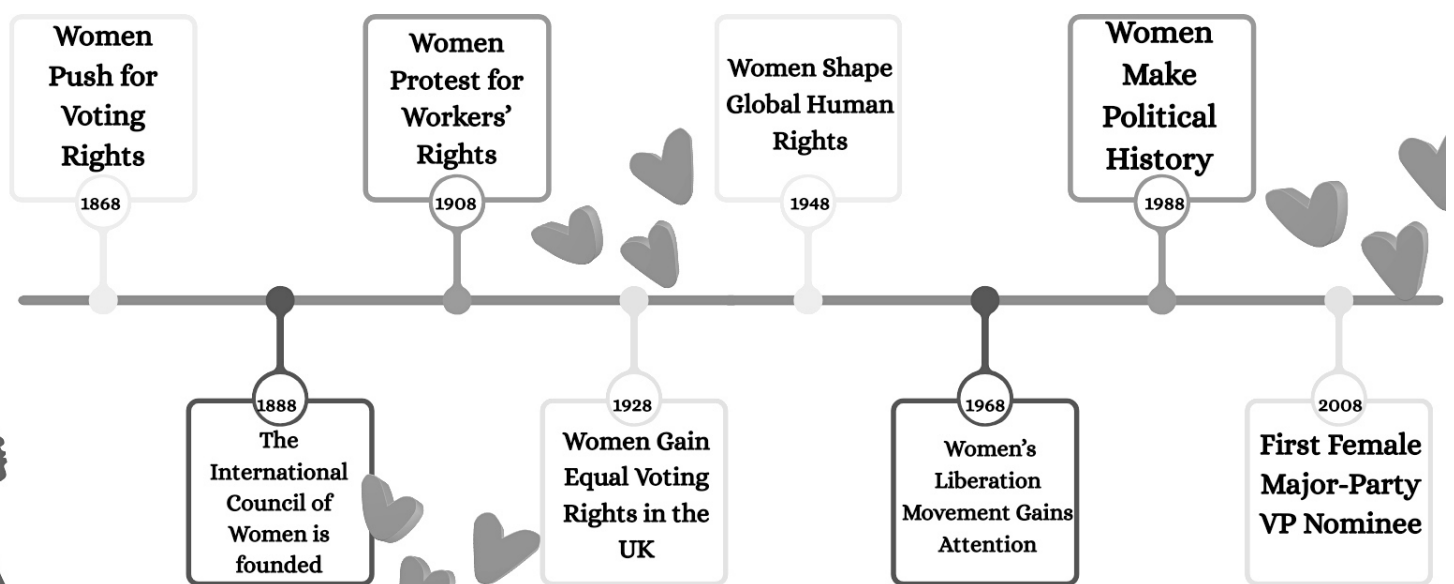 Women
Push for
Voting
Rights
1868
1888
The
International
Council of
Women is
founded
Women
Protest for
Workers’
Rights
1908
1928
Women Gain
Equal Voting
Rights in the
UK
Women Shape
Global Human
Rights
1948
1968
Women’s
Liberation
Movement Gains
Attention
Women
Make
Political
History
1988
2008
First Female
Major-Party
VP Nominee